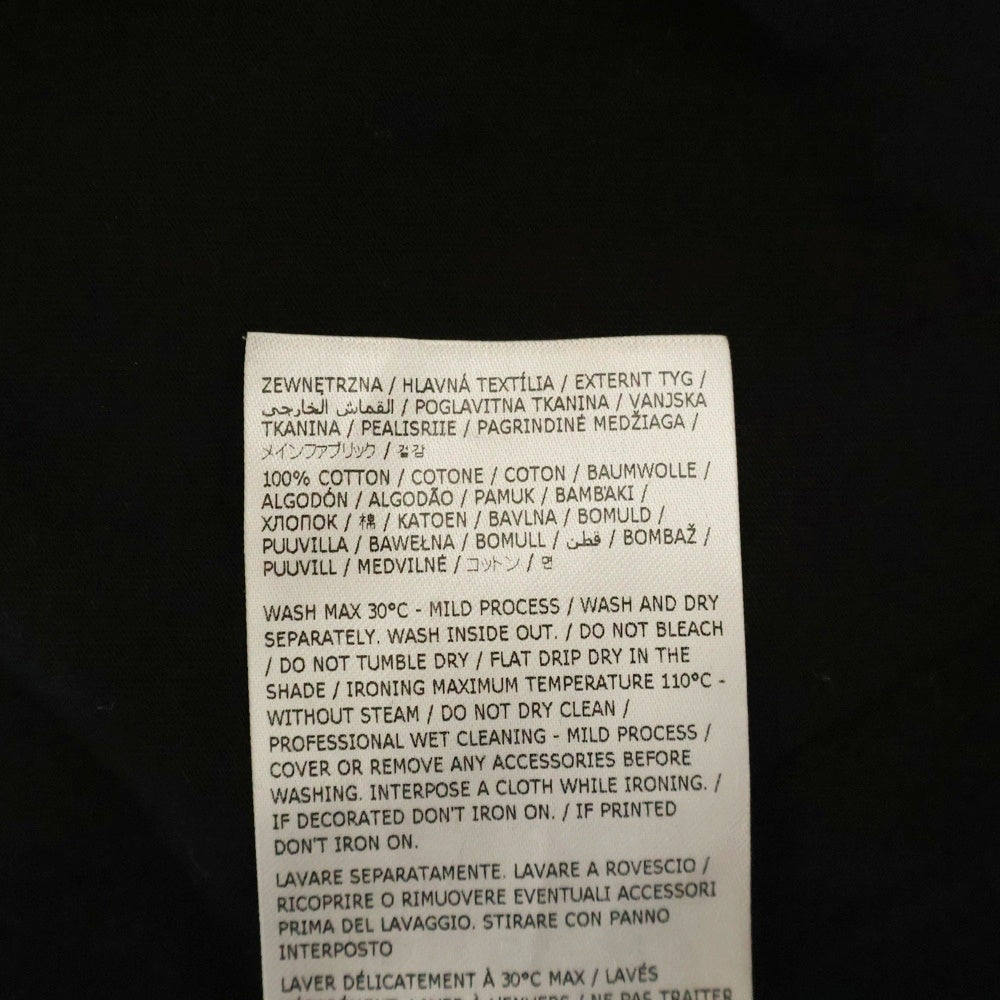 ZEWNĘTRZNA / HLAVNÁ TEXTÍLIA / EXTERNT TYG /
القماش الخارجي / POGLAVITNA TKANINA / VANJSKA
TKANINA / PEALISRIIE / PAGRINDINĖ MEDŽIAGA /
メインファブリック / 겉감
100% COTTON / COTONE / COTON / BAUMWOLLE /
ALGODÓN / ALGODÃO / PAMUK / ΒΑΜΒΆΚΙ /
ХЛОПОК / 棉 / KATOEN / BAVLNA / BOMULD /
PUUVILLA / BAWEŁNA / BOMULL / قطن / BOMBAŽ /
PUUVILL / MEDVILNĖ / コットン / 면
WASH MAX 30°C - MILD PROCESS / WASH AND DRY
SEPARATELY. WASH INSIDE OUT. / DO NOT BLEACH
/ DO NOT TUMBLE DRY / FLAT DRIP DRY IN THE
SHADE / IRONING MAXIMUM TEMPERATURE 110°C -
WITHOUT STEAM / DO NOT DRY CLEAN /
PROFESSIONAL WET CLEANING - MILD PROCESS /
COVER OR REMOVE ANY ACCESSORIES BEFORE
WASHING. INTERPOSE A CLOTH WHILE IRONING. /
IF DECORATED DON'T IRON ON. / IF PRINTED
DON'T IRON ON.
LAVARE SEPARATAMENTE. LAVARE A ROVESCIO /
RICOPRIRE O RIMUOVERE EVENTUALI ACCESSORI
PRIMA DEL LAVAGGIO. STIRARE CON PANNO
INTERPOSTO
LAVER DÉLICATEMENT À 30°C MAX / LAVÉS
À L'ENVERS / NE PAS TRAITER